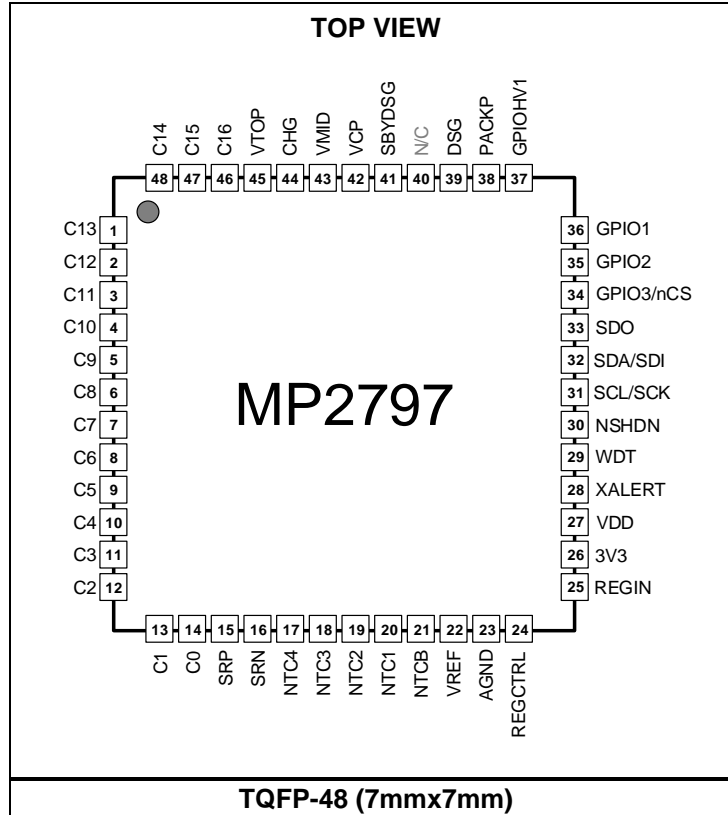 TOP VIEW
C14 C15 C16 VTOP CHG VMID VCP SBYDSG N/C DSG PACKP GPIOHV1
48 47 46 45 44 43 42 41 40 39 38 37
C13 1 36 GPIO1
C12 2 35 GPIO2
C11 3 34 GPIO3/nCS
C10 4 33 SDO
C9 5 32 SDA/SDI
C8 6 31 SCL/SCK
MP2797
C7 7 30 NSHDN
C6 8 29 WDT
C5 9 28 XALERT
C4 10 27 VDD
C3 11 26 3V3
C2 12 25 REGIN
13 14 15 16 17 18 19 20 21 22 23 24
C1 C0 SRP SRN NTC4 NTC3 NTC2 NTC1 NTCB VREF AGND REGCTRL
TQFP-48 (7mmx7mm)